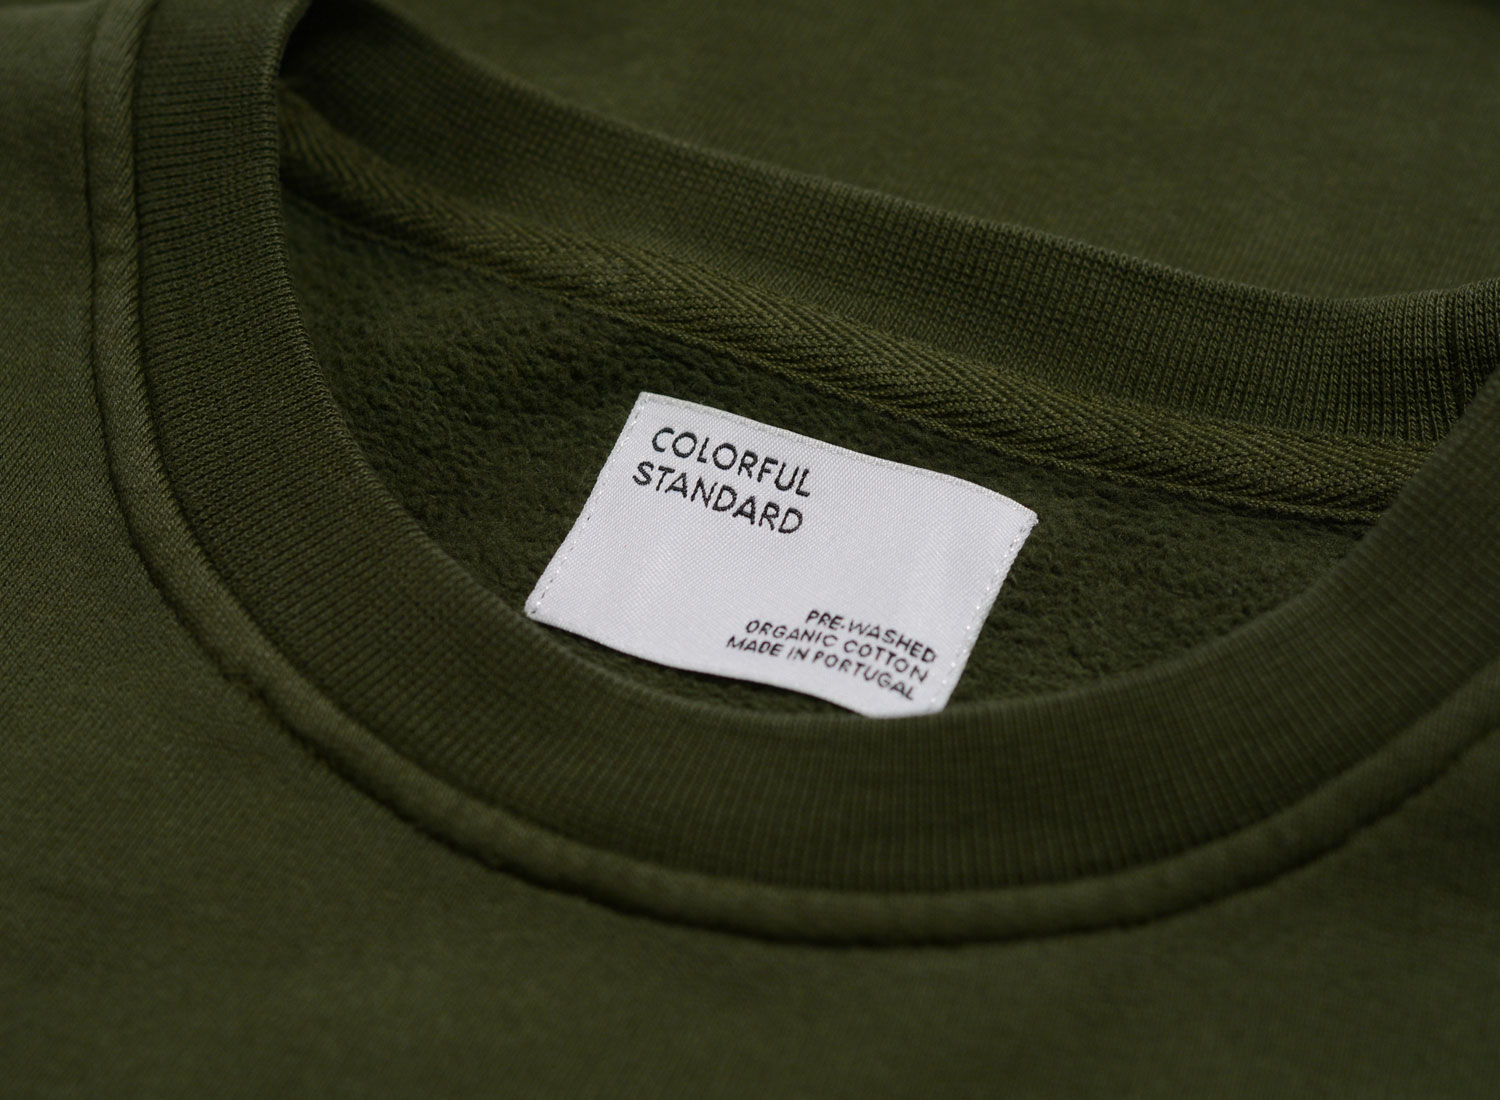 COLORFUL
STANDARD
PRE-WASHED
ORGANIC COTTON
MADE IN PORTUGAL